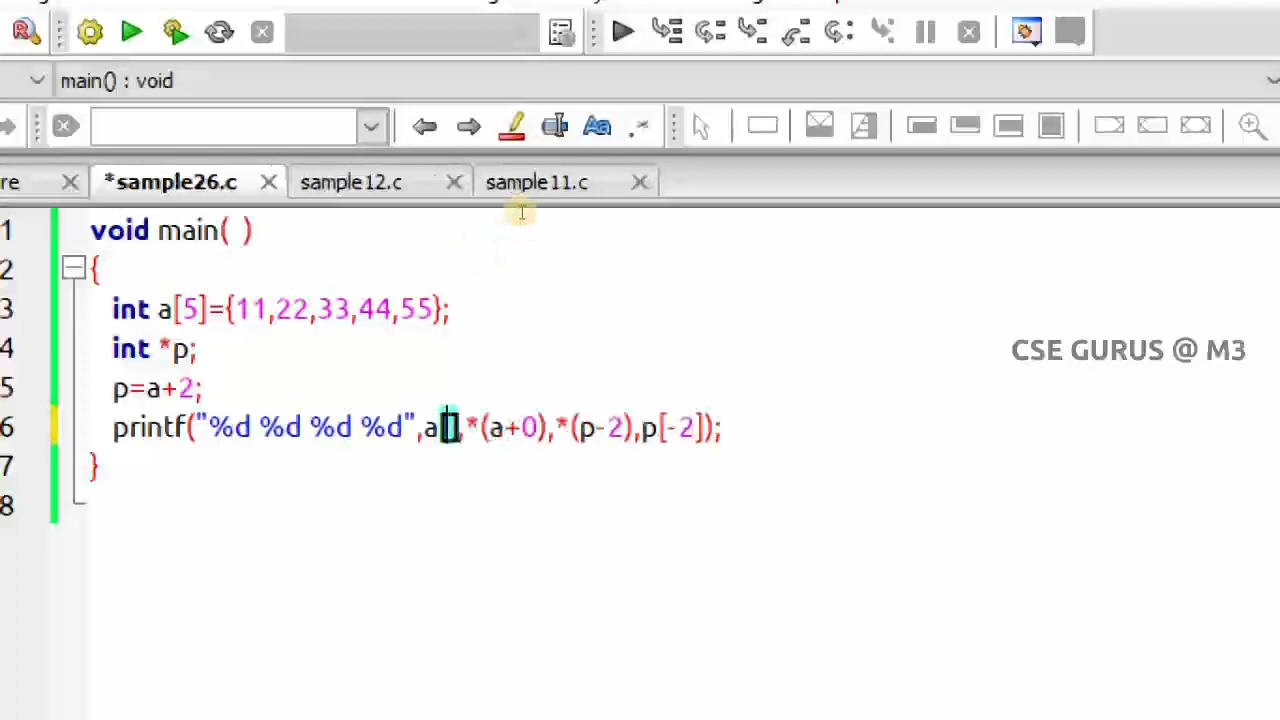 main() : void
re *sample26.c sample12.c sample11.c
1 void main( )
2 {
3 int a[5]={11,22,33,44,55};
4 int *p;
CSE GURUS @ M3
5 p=a+2;
6 printf("%d %d %d %d",a[],*(a+0),*(p-2),p[-2]);
7 }
8